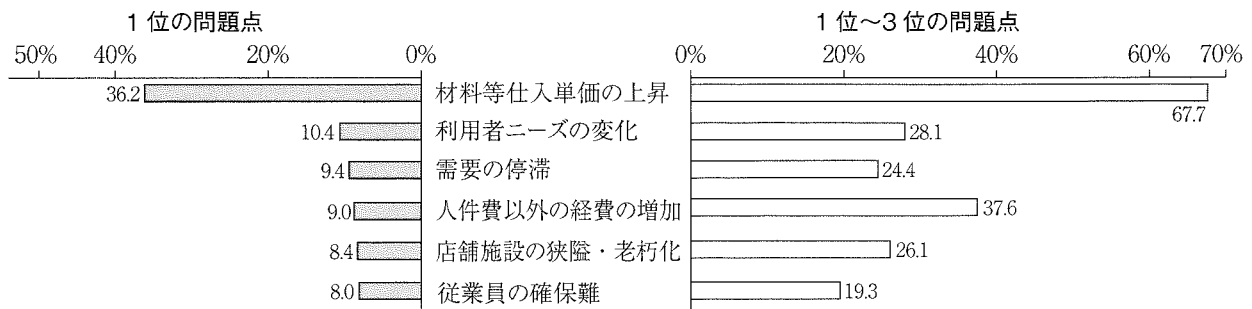 1位の問題点 1位～3位の問題点
50% 40% 20% 0% 0% 20% 40% 60% 70%
36.2 材料等仕入単価の上昇 67.7
10.4 利用者ニーズの変化 28.1
9.4 需要の停滞 24.4
9.0 人件費以外の経費の増加 37.6
8.4 店舗施設の狭隘・老朽化 26.1
8.0 従業員の確保難 19.3